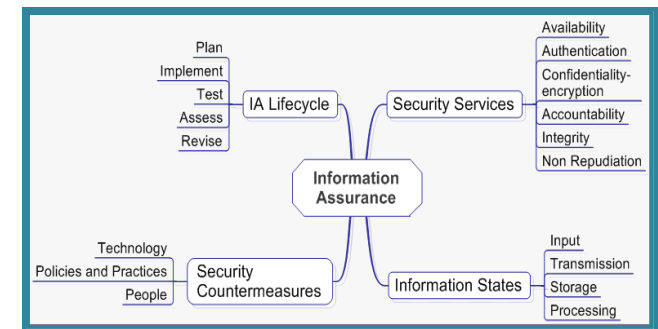 Plan
Implement
Test
Assess
Revise
IA Lifecycle
Security Services
Availability
Authentication
Confidentiality-
encryption
Accountability
Integrity
Non Repudiation
Information
Assurance
Technology
Policies and Practices
People
Security
Countermeasures
Information States
Input
Transmission
Storage
Processing